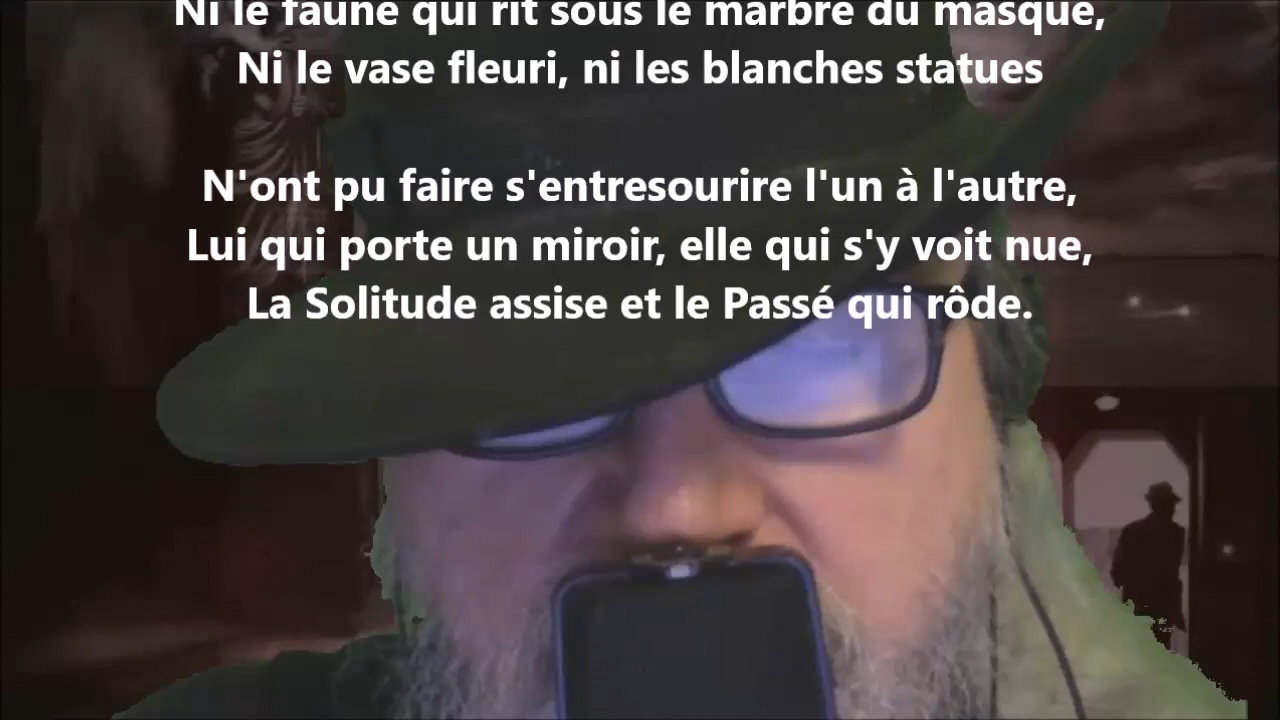 Ni le faune qui rit sous le marbre du masque,
Ni le vase fleuri, ni les blanches statues
N'ont pu faire s'entresourire l'un à l'autre,
Lui qui porte un miroir, elle qui s'y voit nue,
La Solitude assise et le Passé qui rôde.